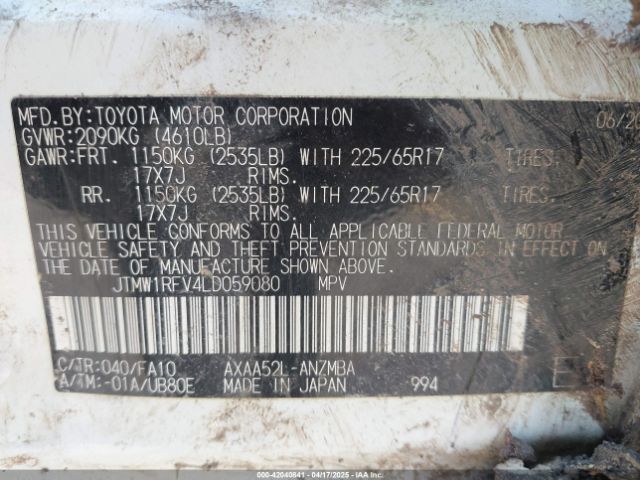 MFD.BY:TOYOTA MOTOR CORPORATION 06/20
GVWR:2090KG (4610LB)
GAWR:FRT. 1150KG (2535LB) WITH 225/65R17 TIRES,
17X7J RIMS.
RR. 1150KG (2535LB) WITH 225/65R17 TIRES,
17X7J RIMS.
THIS VEHICLE CONFORMS TO ALL APPLICABLE FEDERAL MOTOR
VEHICLE SAFETY AND THEFT PREVENTION STANDARDS IN EFFECT ON
THE DATE OF MANUFACTURE SHOWN ABOVE.
JTMW1RFV4LD059080 MPV
C/TR:040/FA10 AXAA52L-ANZMBA
A/TM:-01A/UB80E MADE IN JAPAN 994 E
000-42040841 - 04/17/2025 - IAA Inc.